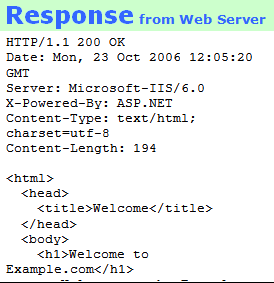 Response from Web Server
HTTP/1.1 200 OK
Date: Mon, 23 Oct 2006 12:05:20
GMT
Server: Microsoft-IIS/6.0
X-Powered-By: ASP.NET
Content-Type: text/html;
charset=utf-8
Content-Length: 194

<html>
  <head>
    <title>Welcome</title>
  </head>
  <body>
    <h1>Welcome to
Example.com</h1>